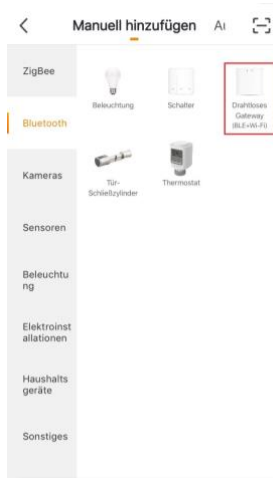 Manuell hinzufügen
ZigBee
Bluetooth
Kameras
Sensoren
Beleuchtu
ng
Elektroinst
allationen
Haushalts
geräte
Sonstiges
Beleuchtung
Schalter
Drahtloses
Gateway
(BLE+Wi-Fi)
Tür-
Schließzylinder
Thermostat